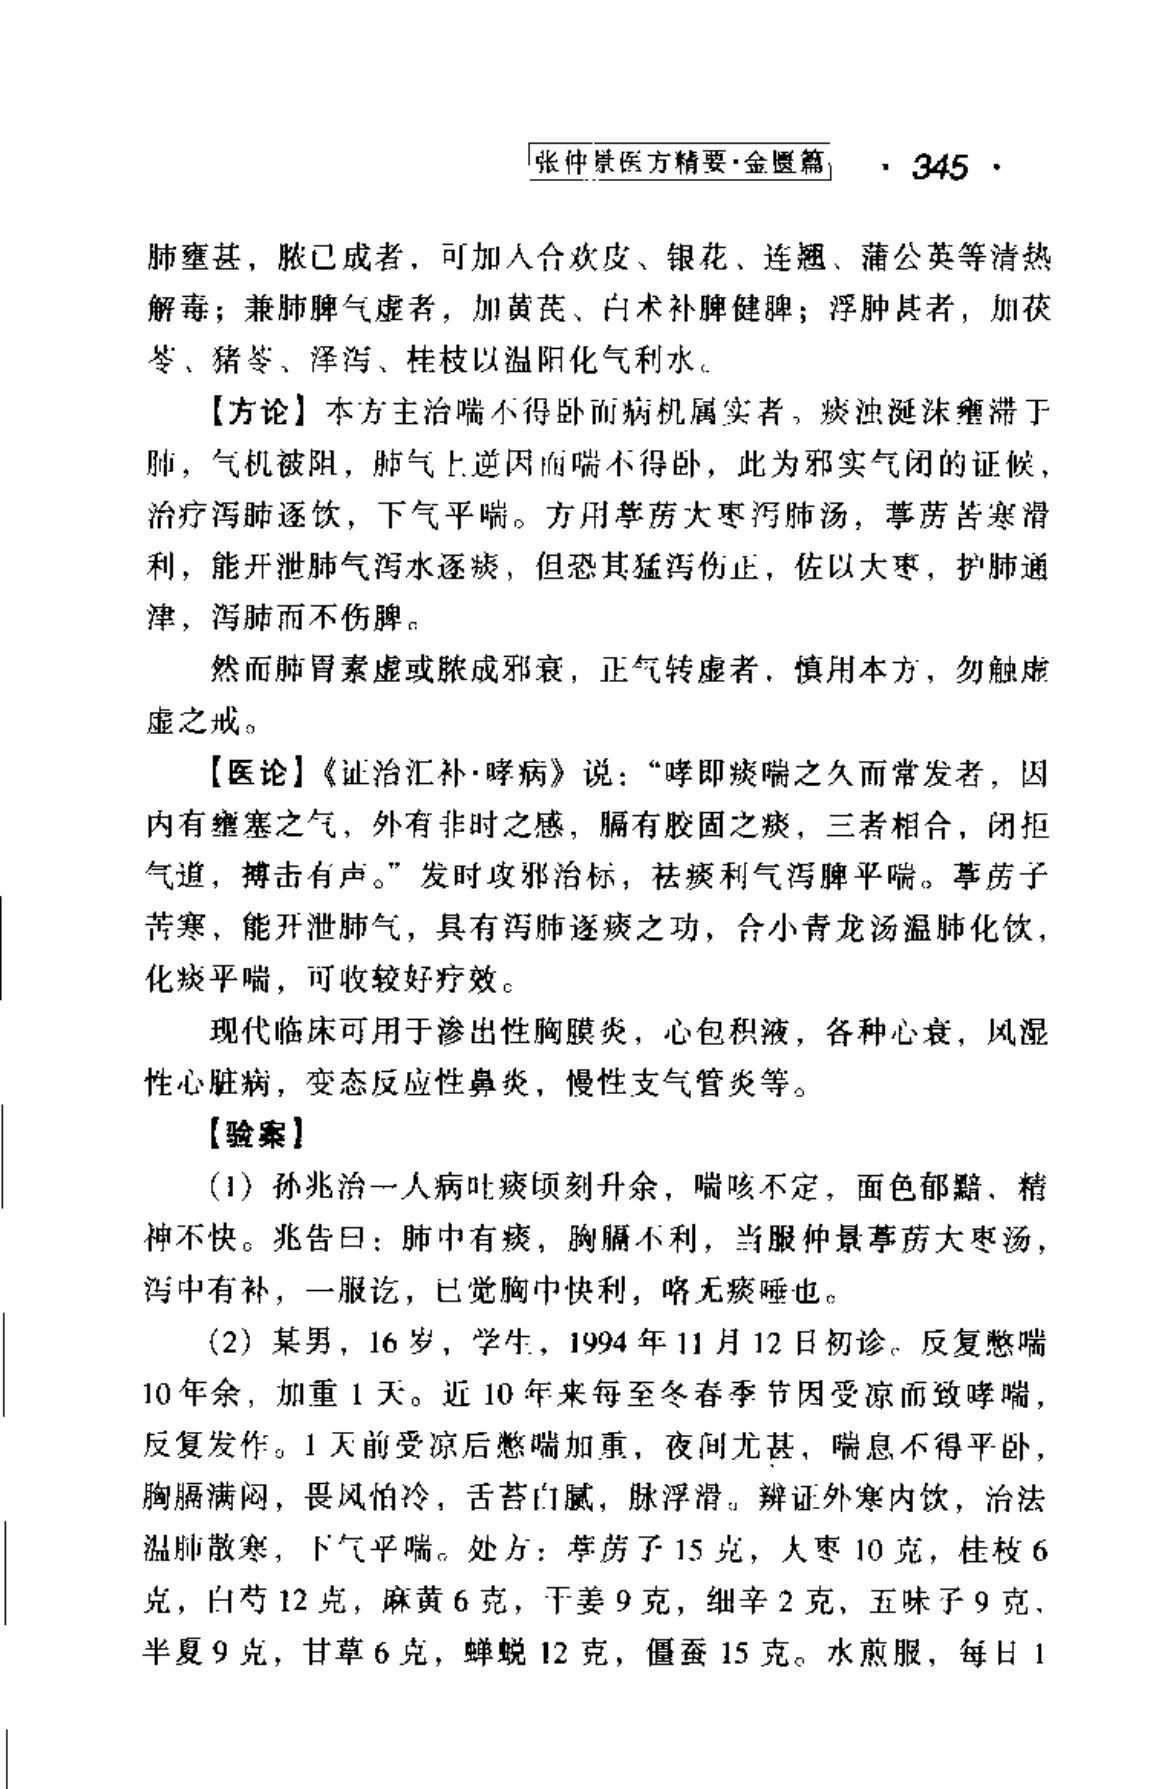 张仲景医方精要·金匮篇 · 345 ·
肺壅甚，脓已成者，可加入合欢皮、银花、连翘、蒲公英等清热
解毒；兼肺脾气虚者，加黄芪、白术补脾健脾；浮肿甚者，加茯
苓、猪苓、泽泻、桂枝以温阳化气利水。
【方论】本方主治喘不得卧而病机属实者。痰浊涎沫壅滞于
肺，气机被阻，肺气上逆因而喘不得卧，此为邪实气闭的证候，
治疗泻肺逐饮，下气平喘。方用葶苈大枣泻肺汤，葶苈苦寒滑
利，能开泄肺气泻水逐痰，但恐其猛泻伤正，佐以大枣，护肺通
津，泻肺而不伤脾。
然而肺胃素虚或脓成邪衰，正气转虚者，慎用本方，勿触虚
虚之戒。
【医论】《证治汇补·哮病》说：“哮即痰喘之久而常发者，因
内有壅塞之气，外有非时之感，膈有胶固之痰，三者相合，闭拒
气道，搏击有声。”发时攻邪治标，祛痰利气泻脾平喘。葶苈子
苦寒，能开泄肺气，具有泻肺逐痰之功，合小青龙汤温肺化饮，
化痰平喘，可收较好疗效。
现代临床可用于渗出性胸膜炎，心包积液，各种心衰，风湿
性心脏病，变态反应性鼻炎，慢性支气管炎等。
【验案】
（1）孙兆治一人病吐痰顷刻升余，喘咳不定，面色郁黯、精
神不快。兆告曰：肺中有痰，胸膈不利，当服仲景葶苈大枣汤，
泻中有补，一服讫，已觉胸中快利，咯无痰唾也。
（2）某男，16 岁，学生，1994 年 11 月 12 日初诊。反复憋喘
10 年余，加重 1 天。近 10 年来每至冬春季节因受凉而致哮喘，
反复发作。1 天前受凉后憋喘加重，夜间尤甚，喘息不得平卧，
胸膈满闷，畏风怕冷，舌苔白腻，脉浮滑。辨证外寒内饮，治法
温肺散寒，下气平喘。处方：葶苈子 15 克，大枣 10 克，桂枝 6
克，白芍 12 克，麻黄 6 克，干姜 9 克，细辛 2 克，五味子 9 克，
半夏 9 克，甘草 6 克，蝉蜕 12 克，僵蚕 15 克。水煎服，每日 1